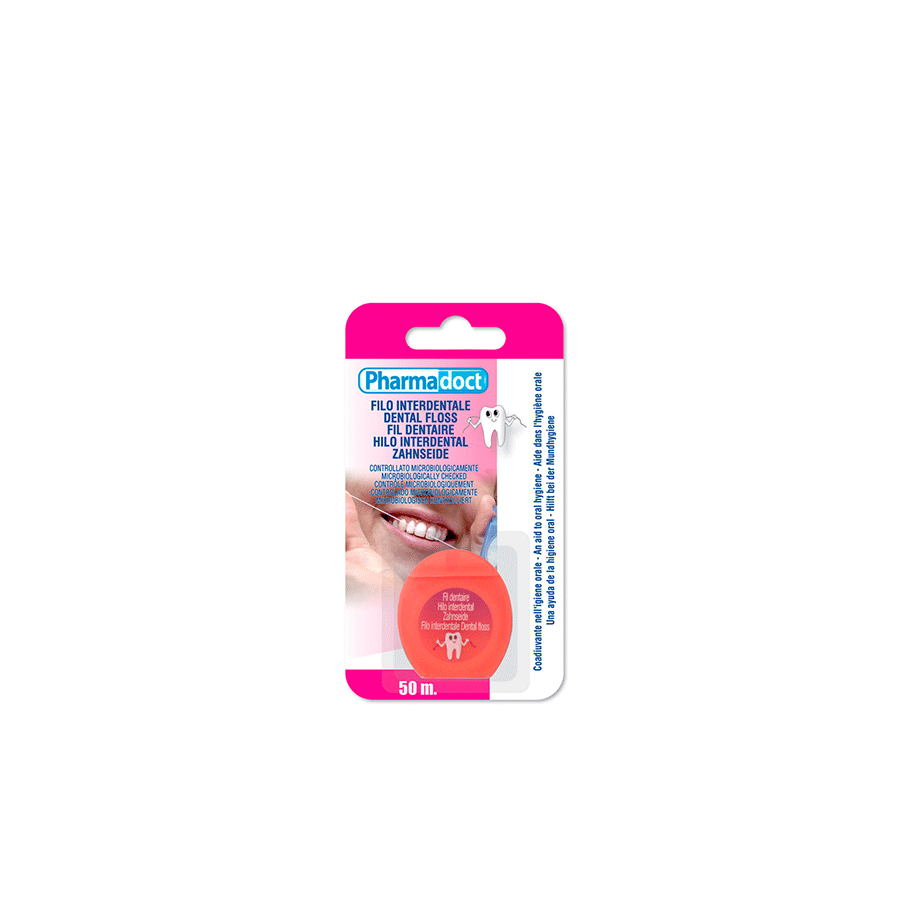 Pharmadoct
FILO INTERDENTALE
DENTAL FLOSS
FIL DENTAIRE
HILO INTERDENTAL
ZAHNSEIDE
CONTROLLATO MICROBIOLOGICAMENTE
MICROBIOLOGICALLY CHECKED
CONTRÔLÉ MICROBIOLOGIQUEMENT
CONTROLADO MICROBIOLÓGICAMENTE
Fil dentaire
Hilo interdental
Zahnseide
Filo interdentale Dental floss
50 m.
Coadiuvante nell'igiene orale - An aid to oral hygiene - Aide dans l'hygiène orale
Una ayuda de la higiene oral - Hilft bei der Mundhygiene